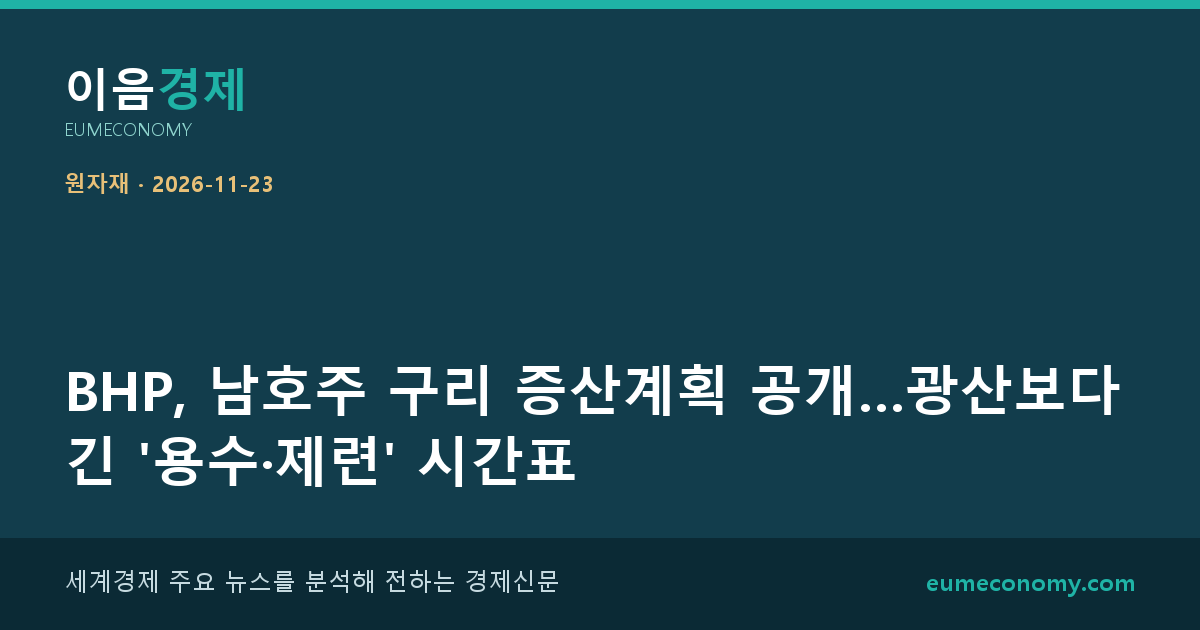 이음경제
EUMECONOMY
원자재 · 2026-11-23
BHP, 남호주 구리 증산계획 공개...광산보다
긴 '용수·제련' 시간표
세계경제 주요 뉴스를 분석해 전하는 경제신문
eumeconomy.com